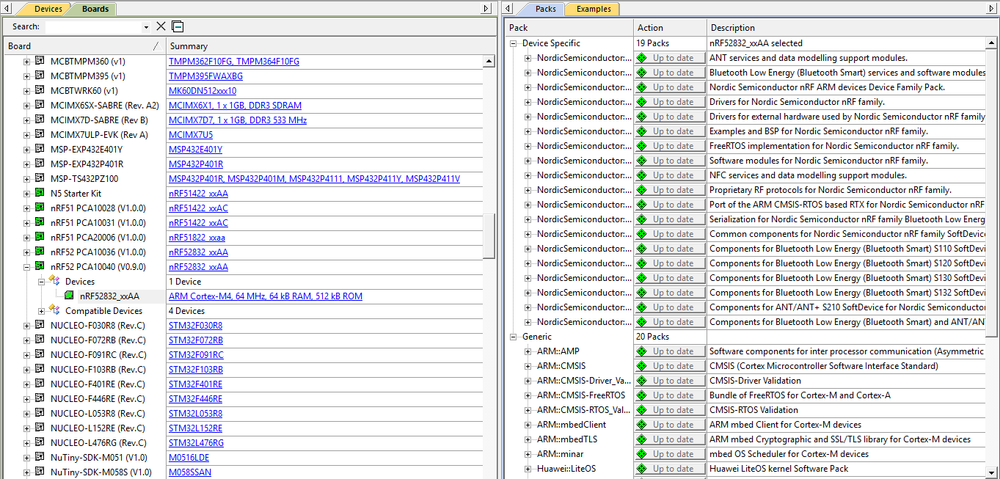 Devices Boards
Search:
Board Summary
MCBTMPM360 (v1) TMPM362F10FG, TMPM364F10FG
MCBTMPM395 (v1) TMPM395FWAXBG
MCBTWRK60 (v1) MK60DN512xxx10
MCIMX6SX-SABRE (Rev. A2) MCIMX6X1, 1 x 1GB, DDR3 SDRAM
MCIMX7D-SABRE (Rev B) MCIMX7D7, 1 x 1GB, DDR3 533 MHz
MCIMX7ULP-EVK (Rev A) MCIMX7U5
MSP-EXP432E401Y MSP432E401Y
MSP-EXP432P401R MSP432P401R
MSP-TS432PZ100 MSP432P401R, MSP432P401M, MSP432P4111, MSP432P411Y, MSP432P411V
N5 Starter Kit nRF51422_xxAA
nRF51 PCA10028 (V1.0.0) nRF51422_xxAC
nRF51 PCA10031 (V1.0.0) nRF51422_xxAC
nRF51 PCA20006 (V1.0.0) nRF51822_xxaa
nRF52 PCA10036 (V1.0.0) nRF52832_xxAA
nRF52 PCA10040 (V0.9.0) nRF52832_xxAA
Devices 1 Device
nRF52832_xxAA ARM Cortex-M4, 64 MHz, 64 kB RAM, 512 kB ROM
Compatible Devices 4 Devices
NUCLEO-F030R8 (Rev.C) STM32F030R8
NUCLEO-F072RB (Rev.C) STM32F072RB
NUCLEO-F091RC (Rev.C) STM32F091RC
NUCLEO-F103RB (Rev.C) STM32F103RB
NUCLEO-F401RE (Rev.C) STM32F401RE
NUCLEO-F446RE (Rev.C) STM32F446RE
NUCLEO-L053R8 (Rev.C) STM32L053R8
NUCLEO-L152RE (Rev.C) STM32L152RE
NUCLEO-L476RG (Rev.C) STM32L476RG
NuTiny-SDK-M051 (V1.0) M0516LDE
NuTiny-SDK-M058S (V1.0) M058SSAN
Packs Examples
Pack Action Description
Device Specific 19 Packs nRF52832_xxAA selected
NordicSemiconductor:... Up to date ANT services and data modelling support modules.
NordicSemiconductor:... Up to date Bluetooth Low Energy (Bluetooth Smart) services and software modules
NordicSemiconductor:... Up to date Nordic Semiconductor nRF ARM devices Device Family Pack.
NordicSemiconductor:... Up to date Drivers for Nordic Semiconductor nRF family.
NordicSemiconductor:... Up to date Drivers for external hardware used by Nordic Semiconductor nRF family
NordicSemiconductor:... Up to date Examples and BSP for Nordic Semiconductor nRF family.
NordicSemiconductor:... Up to date FreeRTOS implementation for Nordic Semiconductor nRF family.
NordicSemiconductor:... Up to date Software modules for Nordic Semiconductor nRF family.
NordicSemiconductor:... Up to date NFC services and data modelling support modules.
NordicSemiconductor:... Up to date Proprietary RF protocols for Nordic Semiconductor nRF family.
NordicSemiconductor:... Up to date Port of the ARM CMSIS-RTOS based RTX for Nordic Semiconductor nRF
NordicSemiconductor:... Up to date Serialization for Nordic Semiconductor nRF family Bluetooth Low Energ
NordicSemiconductor:... Up to date Common components for Nordic Semiconductor nRF family SoftDevic
NordicSemiconductor:... Up to date Components for Bluetooth Low Energy (Bluetooth Smart) S110 SoftDevi
NordicSemiconductor:... Up to date Components for Bluetooth Low Energy (Bluetooth Smart) S120 SoftDevi
NordicSemiconductor:... Up to date Components for Bluetooth Low Energy (Bluetooth Smart) S130 SoftDevi
NordicSemiconductor:... Up to date Components for Bluetooth Low Energy (Bluetooth Smart) S132 SoftDevi
NordicSemiconductor:... Up to date Components for ANT/ANT+ S210 SoftDevice for Nordic Semiconductor
NordicSemiconductor:... Up to date Components for Bluetooth Low Energy (Bluetooth Smart) and ANT/AN
Generic 20 Packs
ARM::AMP Up to date Software components for inter processor communication (Asymmetric
ARM::CMSIS Up to date CMSIS (Cortex Microcontroller Software Interface Standard)
ARM::CMSIS-Driver_Va... Up to date CMSIS-Driver Validation
ARM::CMSIS-FreeRTOS Up to date Bundle of FreeRTOS for Cortex-M and Cortex-A
ARM::CMSIS-RTOS_Val... Up to date CMSIS-RTOS Validation
ARM::mbedClient Up to date ARM mbed Client for Cortex-M devices
ARM::mbedTLS Up to date ARM mbed Cryptographic and SSL/TLS library for Cortex-M devices
ARM::minar Up to date mbed OS Scheduler for Cortex-M devices
Huawei::LiteOS Up to date Huawei LiteOS kernel Software Pack